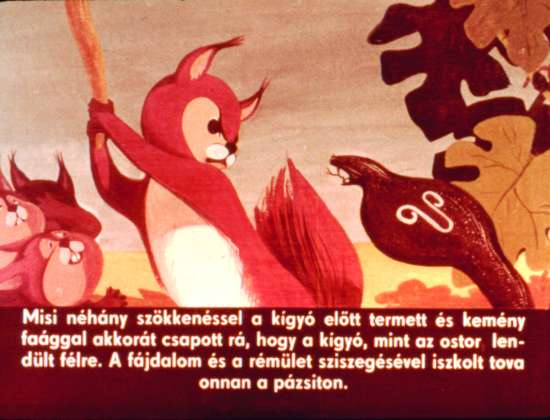 Misi néhány szökkenéssel a kígyó előtt termett és kemény
faággal akkorát csapott rá, hogy a kígyó, mint az ostor len-
dült félre. A fájdalom és a rémület sziszegésével iszkolt tova
onnan a pázsiton.